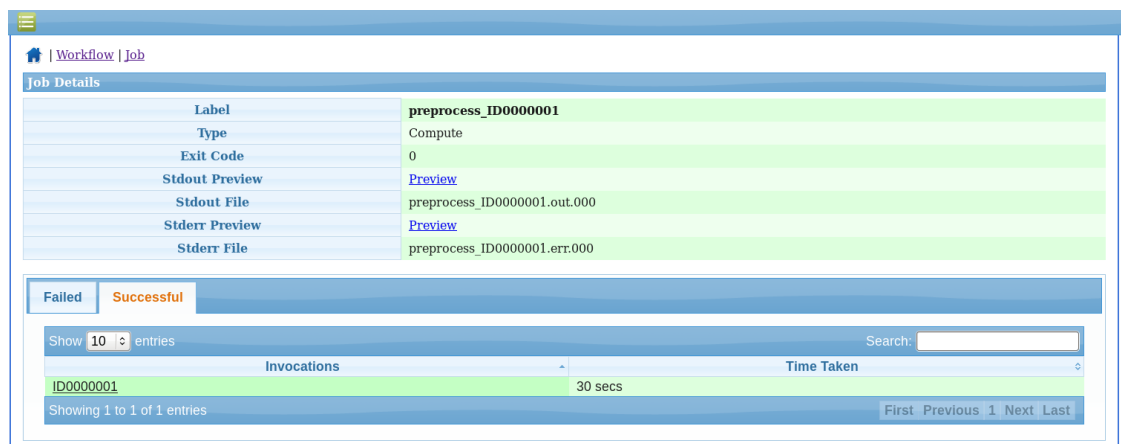 | Workflow | Job
Job Details
Label preprocess_ID0000001
Type Compute
Exit Code 0
Stdout Preview Preview
Stdout File preprocess_ID0000001.out.000
Stderr Preview Preview
Stderr File preprocess_ID0000001.err.000
Failed Successful
Show 10 entries Search:
Invocations Time Taken
ID0000001 30 secs
Showing 1 to 1 of 1 entries First Previous 1 Next Last